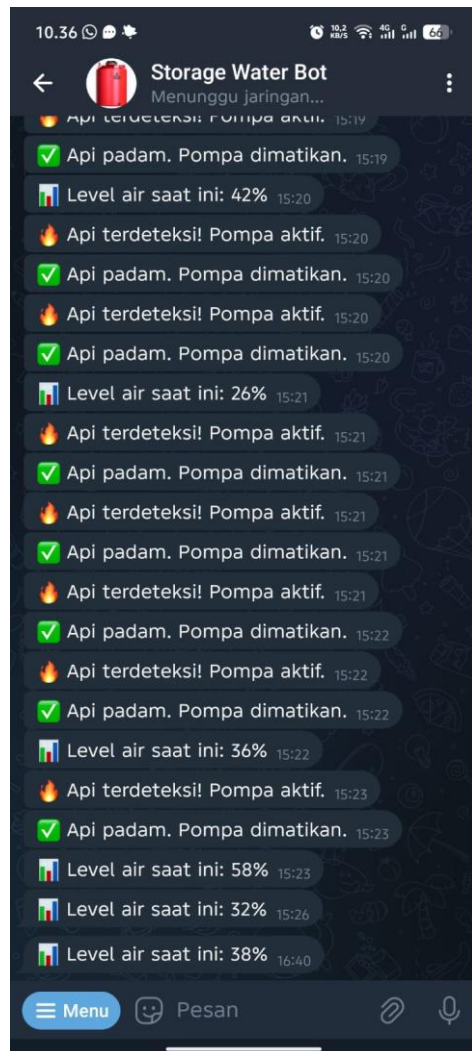 10.36
10,2 KB/S 4G G 66
Storage Water Bot
Menunggu jaringan...
Api terdeteksi! Pompa aktif. 15:19
Api padam. Pompa dimatikan. 15:19
Level air saat ini: 42% 15:20
Api terdeteksi! Pompa aktif. 15:20
Api padam. Pompa dimatikan. 15:20
Api terdeteksi! Pompa aktif. 15:20
Api padam. Pompa dimatikan. 15:20
Level air saat ini: 26% 15:21
Api terdeteksi! Pompa aktif. 15:21
Api padam. Pompa dimatikan. 15:21
Api terdeteksi! Pompa aktif. 15:21
Api padam. Pompa dimatikan. 15:21
Api terdeteksi! Pompa aktif. 15:21
Api padam. Pompa dimatikan. 15:22
Api terdeteksi! Pompa aktif. 15:22
Api padam. Pompa dimatikan. 15:22
Level air saat ini: 36% 15:22
Api terdeteksi! Pompa aktif. 15:23
Api padam. Pompa dimatikan. 15:23
Level air saat ini: 58% 15:23
Level air saat ini: 32% 15:26
Level air saat ini: 38% 16:40
Menu
Pesan